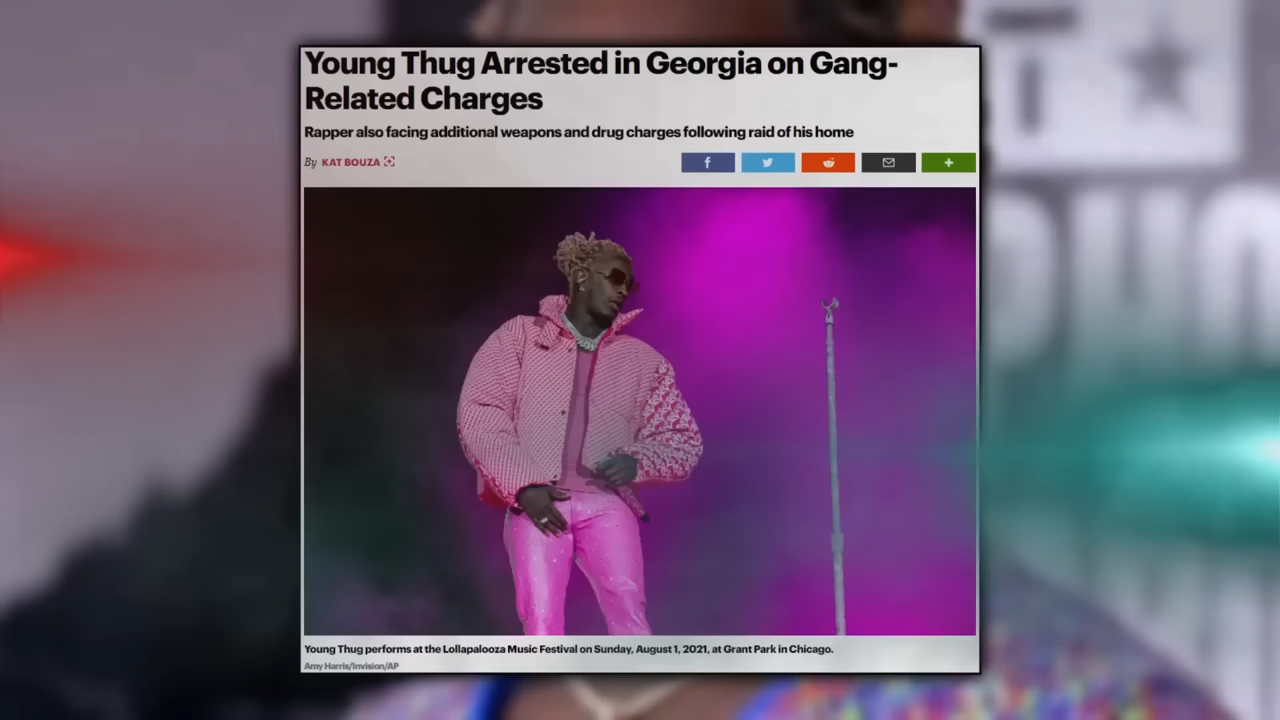 Young Thug Arrested in Georgia on Gang-
Related Charges
Rapper also facing additional weapons and drug charges following raid of his home
By KAT BOUZA
Young Thug performs at the Lollapalooza Music Festival on Sunday, August 1, 2021, at Grant Park in Chicago.
Amy Harris/Invision/AP